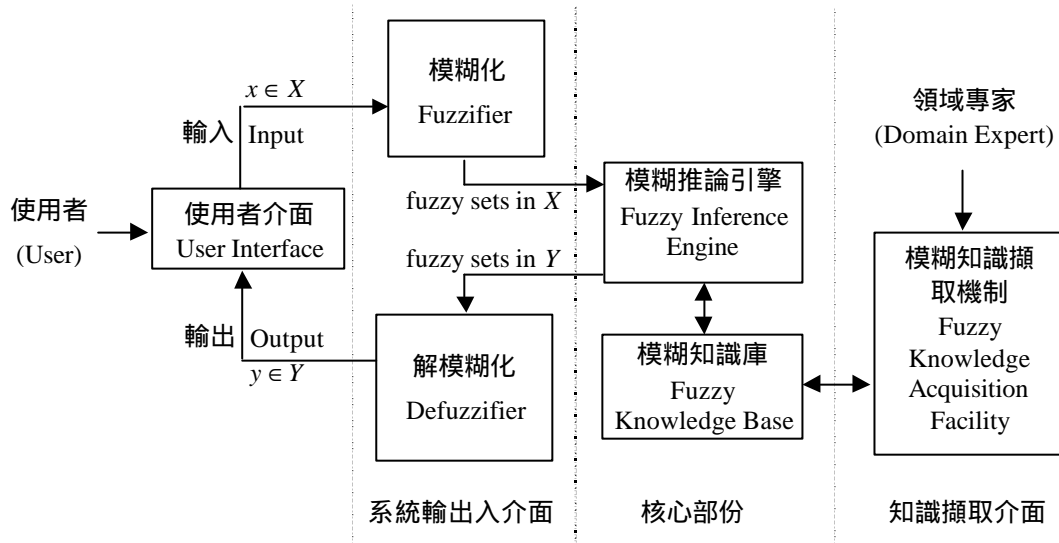 使用者
(User)
使用者介面
User Interface
x ∈ X
輸入 Input
模糊化
Fuzzifier
fuzzy sets in X
模糊推論引擎
Fuzzy Inference
Engine
fuzzy sets in Y
解模糊化
Defuzzifier
輸出 Output
y ∈ Y
模糊知識庫
Fuzzy
Knowledge Base
領域專家
(Domain Expert)
模糊知識擷
取機制
Fuzzy
Knowledge
Acquisition
Facility
系統輸出入介面
核心部份
知識擷取介面